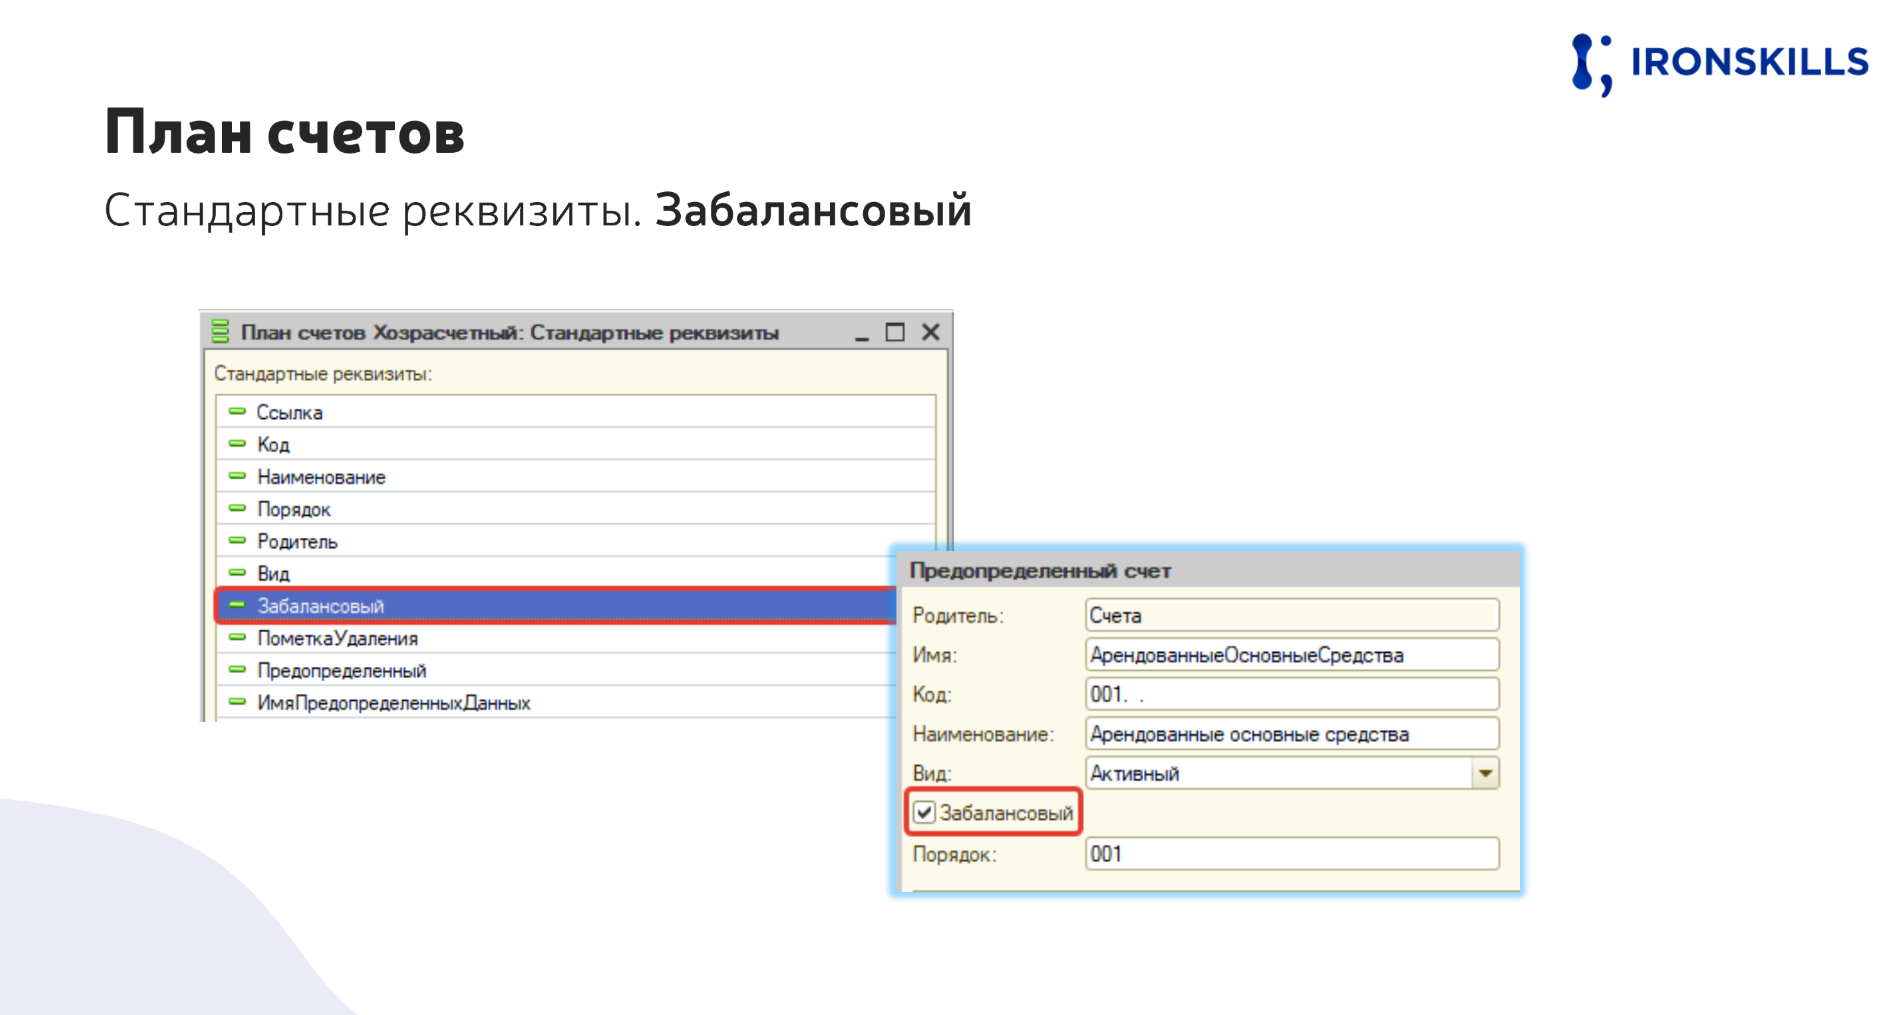 IRONSKILLS
План счетов
Стандартные реквизиты. Забалансовый
План счетов Хозрасчетный: Стандартные реквизиты
Стандартные реквизиты:
Ссылка
Код
Наименование
Порядок
Родитель
Вид
Забалансовый
ПометкаУдаления
Предопределенный
ИмяПредопределенныхДанных
Предопределенный счет
Родитель: Счета
Имя: АрендованныеОсновныеСредства
Код: 001. .
Наименование: Арендованные основные средства
Вид: Активный
Забалансовый
Порядок: 001